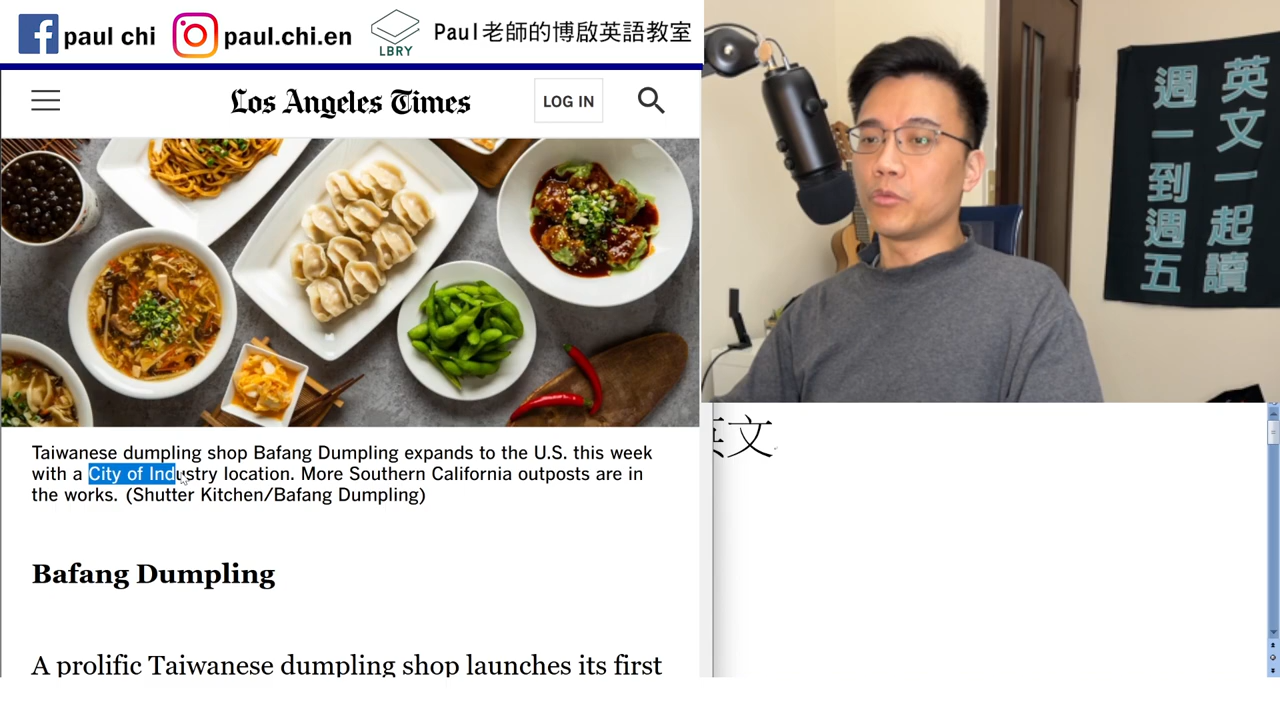 paul chi
paul.chi.en
LBRY
Paul老師的博啟英語教室
Los Angeles Times
LOG IN
Taiwanese dumpling shop Bafang Dumpling expands to the U.S. this week
with a City of Industry location. More Southern California outposts are in
the works. (Shutter Kitchen/Bafang Dumpling)
Bafang Dumpling
A prolific Taiwanese dumpling shop launches its first
英文一起讀
週一到週五
英文